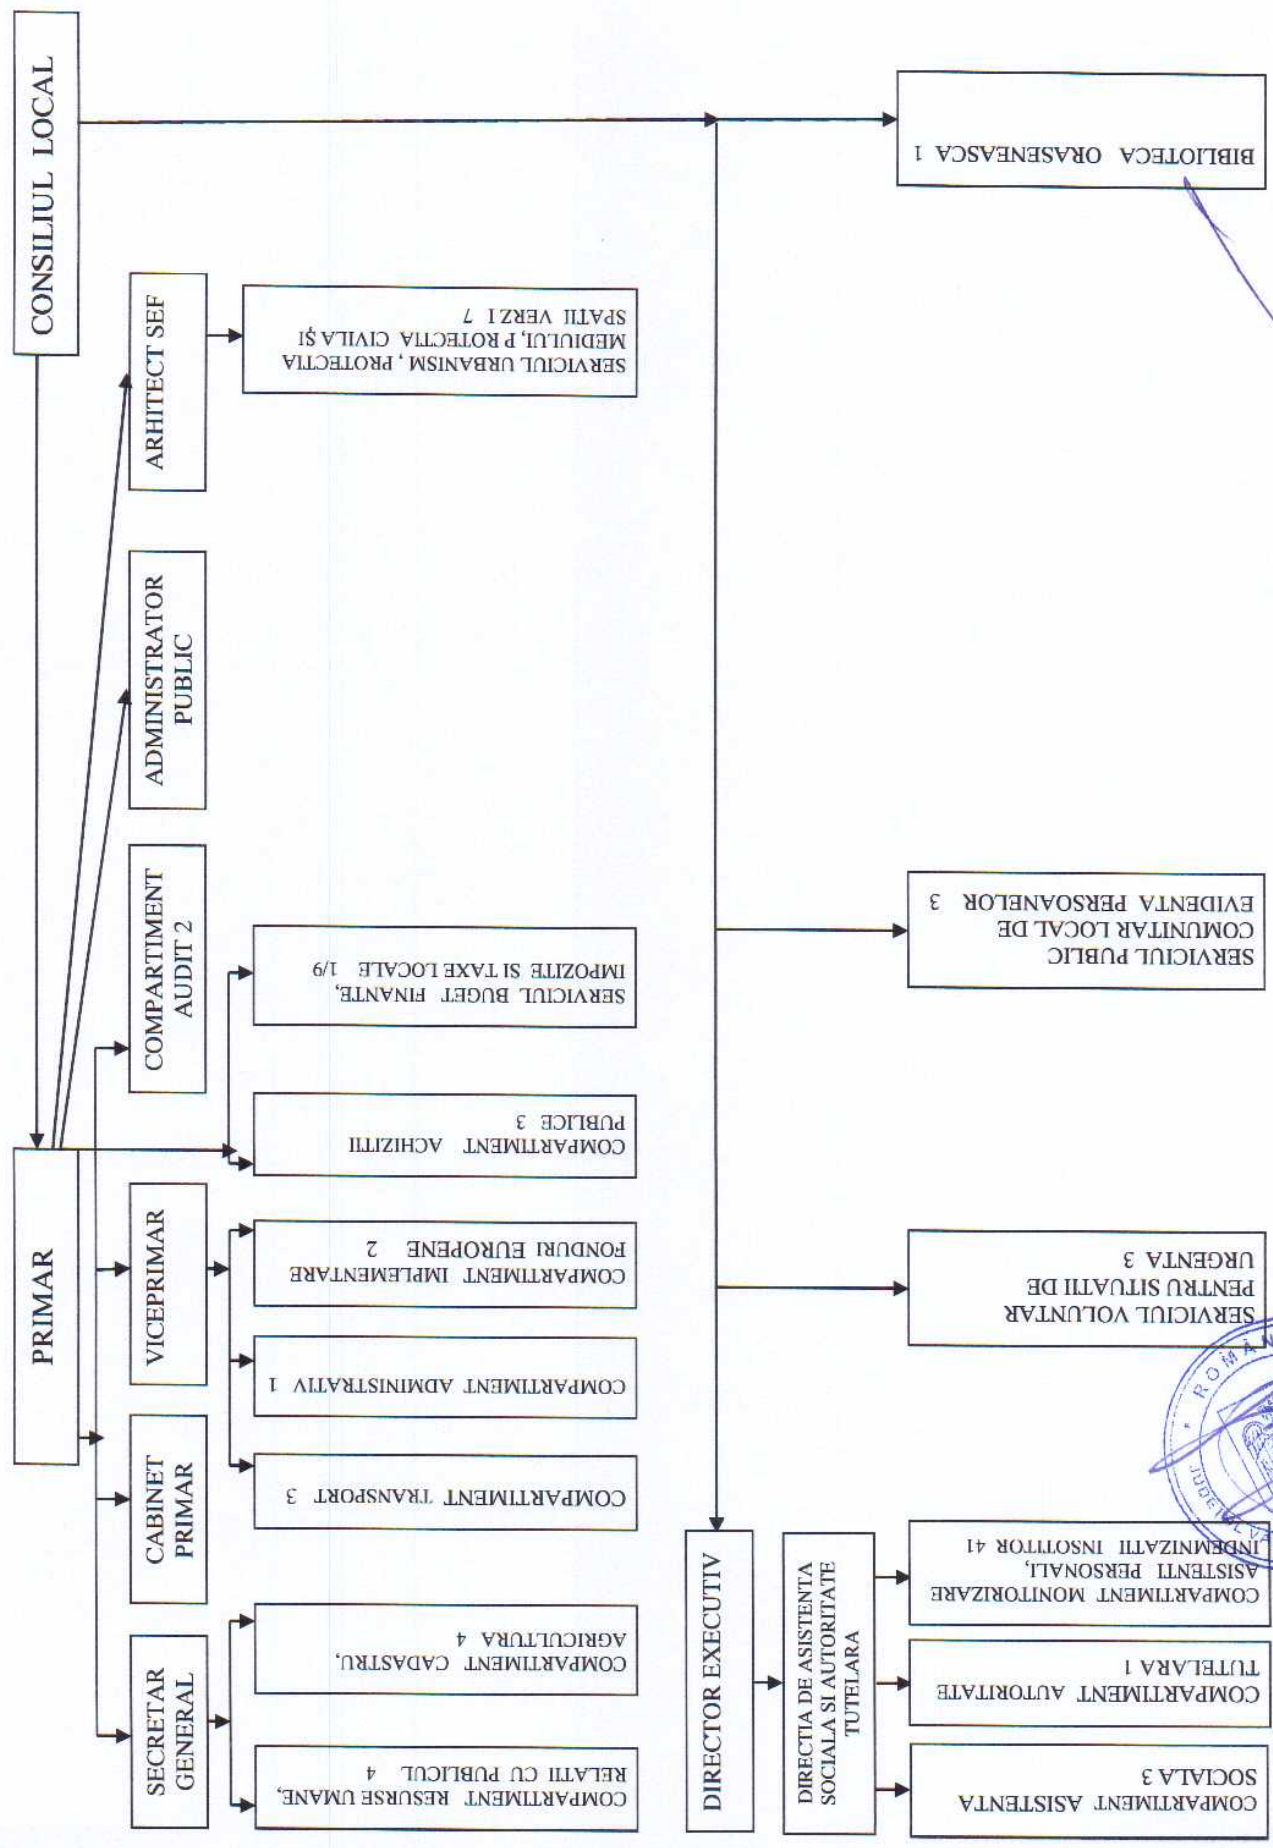 CONSILIUL LOCAL
PRIMAR
SECRETAR
GENERAL
CABINET
PRIMAR
VICEPRIMAR
COMPARTIMENT
AUDIT 2
ADMINISTRATOR
PUBLIC
ARHITECT SEF
COMPARTIMENT RESURSE UMANE,
RELATII CU PUBLICUL 4
COMPARTIMENT CADASTRU,
AGRICULTURA 4
COMPARTIMENT TRANSPORT 3
COMPARTIMENT ADMINISTRATIV 1
COMPARTIMENT IMPLEMENTARE
FONDURI EUROPENE 2
COMPARTIMENT ACHIZITII
PUBLICE 3
SERVICIUL BUGET FINANTE,
IMPOZITE SI TAXE LOCALE 1/9
SERVICIUL URBANISM , PROTECTIA
MEDIULUI, P ROTECTIA CIVILA ȘI
SPATII VERZ I 7
DIRECTOR EXECUTIV
DIRECTIA DE ASISTENTA
SOCIALA SI AUTORITATE
TUTELARA
COMPARTIMENT ASISTENTA
SOCIALA 3
COMPARTIMENT AUTORITATE
TUTELARA 1
COMPARTIMENT MONITORIZARE
ASISTENTI PERSONALI,
INDEMNIZATII INSOTITOR 41
SERVICIUL VOLUNTAR
PENTRU SITUATII DE
URGENTA 3
SERVICIUL PUBLIC
COMUNITAR LOCAL DE
EVIDENTA PERSOANELOR 3
BIBLIOTECA ORASENEASCA 1